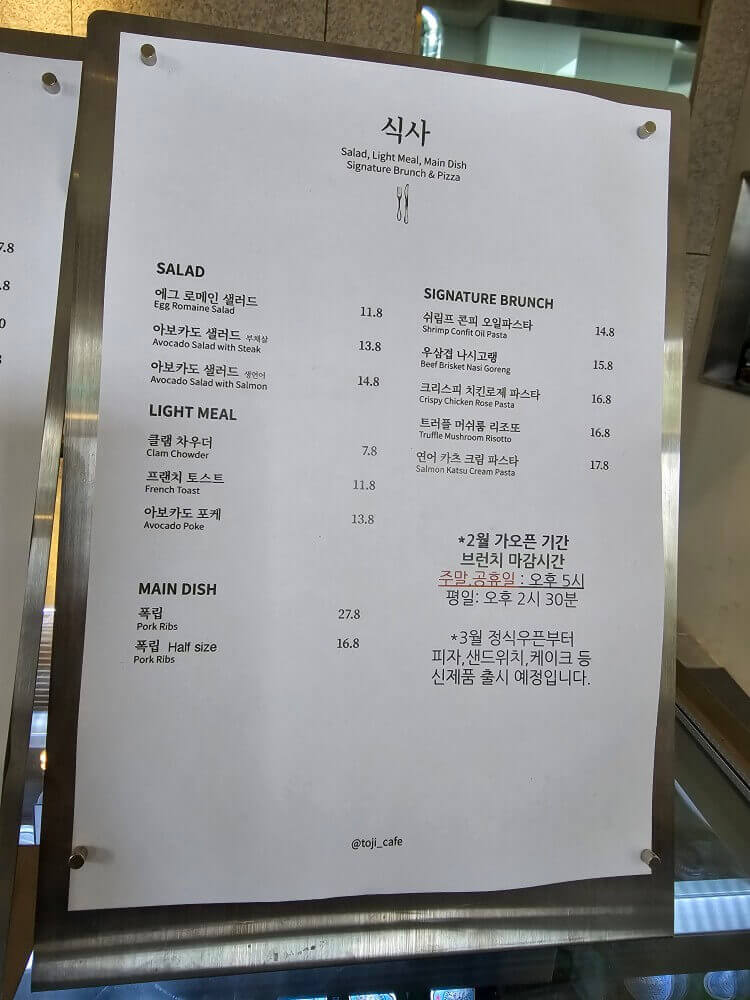 식사
Salad, Light Meal, Main Dish
Signature Brunch & Pizza
SALAD
에그 로메인 샐러드
Egg Romaine Salad
11.8
아보카도 샐러드 부채살
Avocado Salad with Steak
13.8
아보카도 샐러드 생연어
Avocado Salad with Salmon
14.8
LIGHT MEAL
클램 차우더
Clam Chowder
7.8
프랜치 토스트
French Toast
11.8
아보카도 포케
Avocado Poke
13.8
MAIN DISH
폭립
Pork Ribs
27.8
폭립 Half size
Pork Ribs
16.8
SIGNATURE BRUNCH
쉬림프 콘피 오일파스타
Shrimp Confit Oil Pasta
14.8
우삼겹 나시고랭
Beef Brisket Nasi Goreng
15.8
크리스피 치킨로제 파스타
Crispy Chicken Rose Pasta
16.8
트러플 머쉬룸 리조또
Truffle Mushroom Risotto
16.8
연어 카츠 크림 파스타
Salmon Katsu Cream Pasta
17.8
*2월 가오픈 기간
브런치 마감시간
주말,공휴일 : 오후 5시
평일: 오후 2시 30분
*3월 정식우픈부터
피자,샌드위치,케이크 등
신제품 출시 예정입니다.
@toji_cafe
7.8
.8